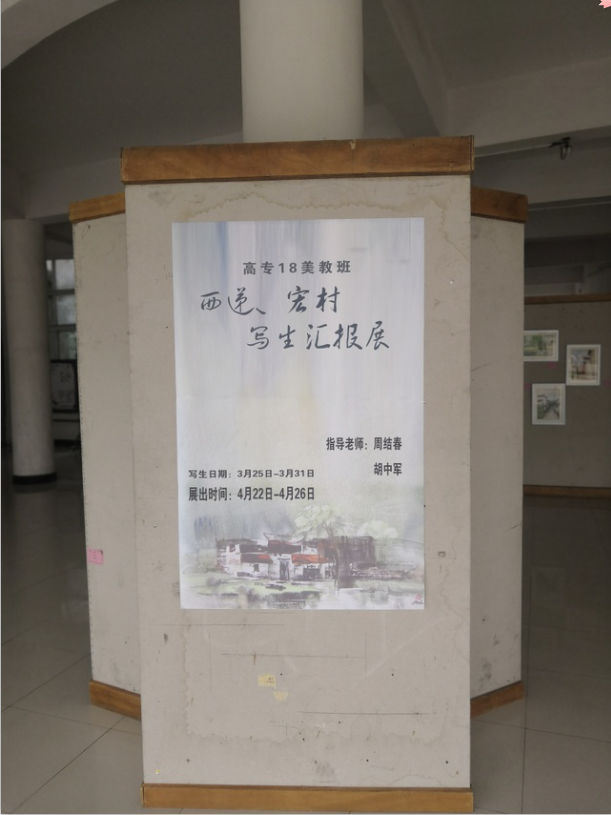 高专18美教班
西递、宏村
写生汇报展
指导老师：周结春
胡中军
写生日期：3月25日-3月31日
展出时间：4月22日-4月26日